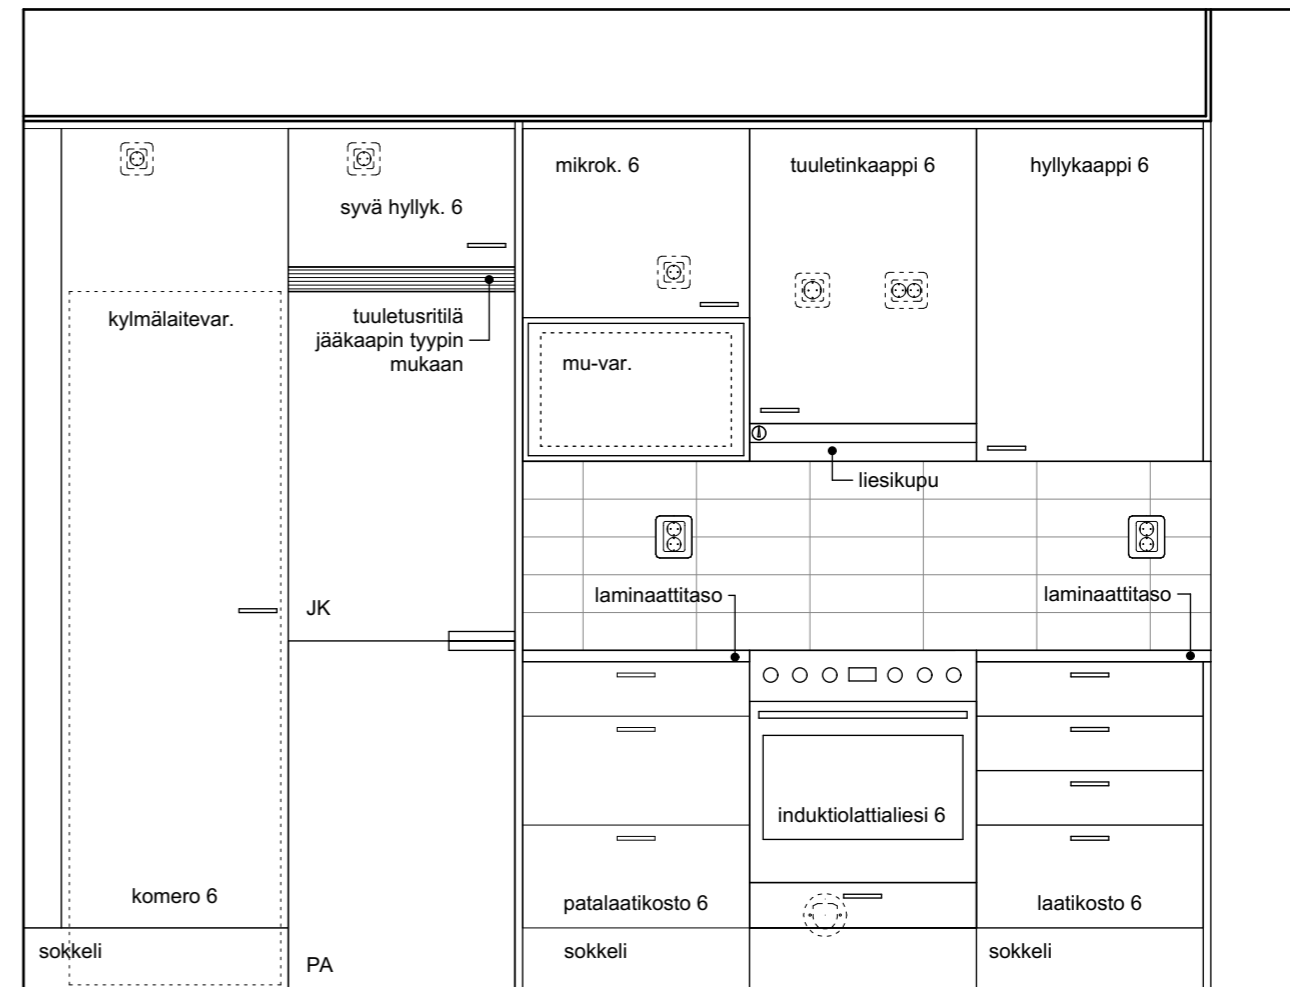 mikrok. 6
tuuletinkaappi 6
hyllykaappi 6
syvä hyllyk. 6
kylmälaitevar.
tuuletusritilä
jääkaapin tyypin
mukaan
mu-var.
liesikupu
laminaattitaso
laminaattitaso
JK
induktiolattialiesi 6
komero 6
patalaatikosto 6
laatikosto 6
sokkeli
sokkeli
sokkeli
PA